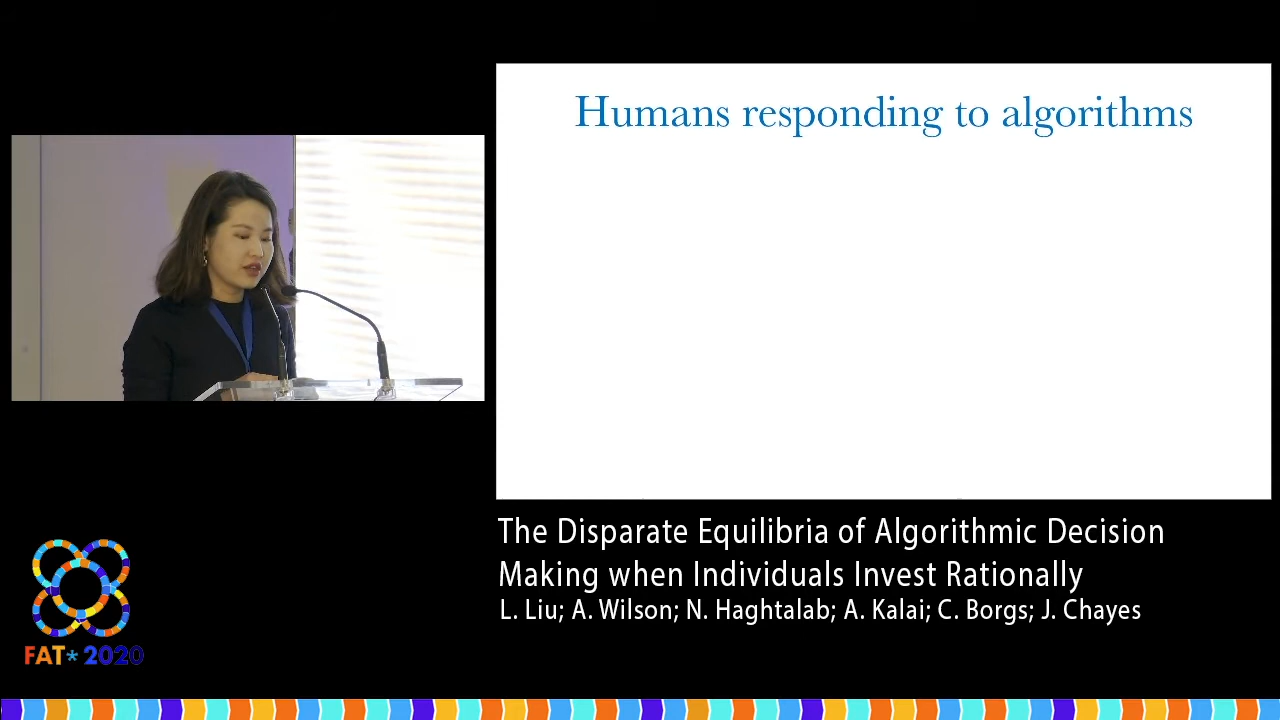 Humans responding to algorithms
The Disparate Equilibria of Algorithmic Decision
Making when Individuals Invest Rationally
L. Liu; A. Wilson; N. Haghtalab; A. Kalai; C. Borgs; J. Chayes
FAT* 2020